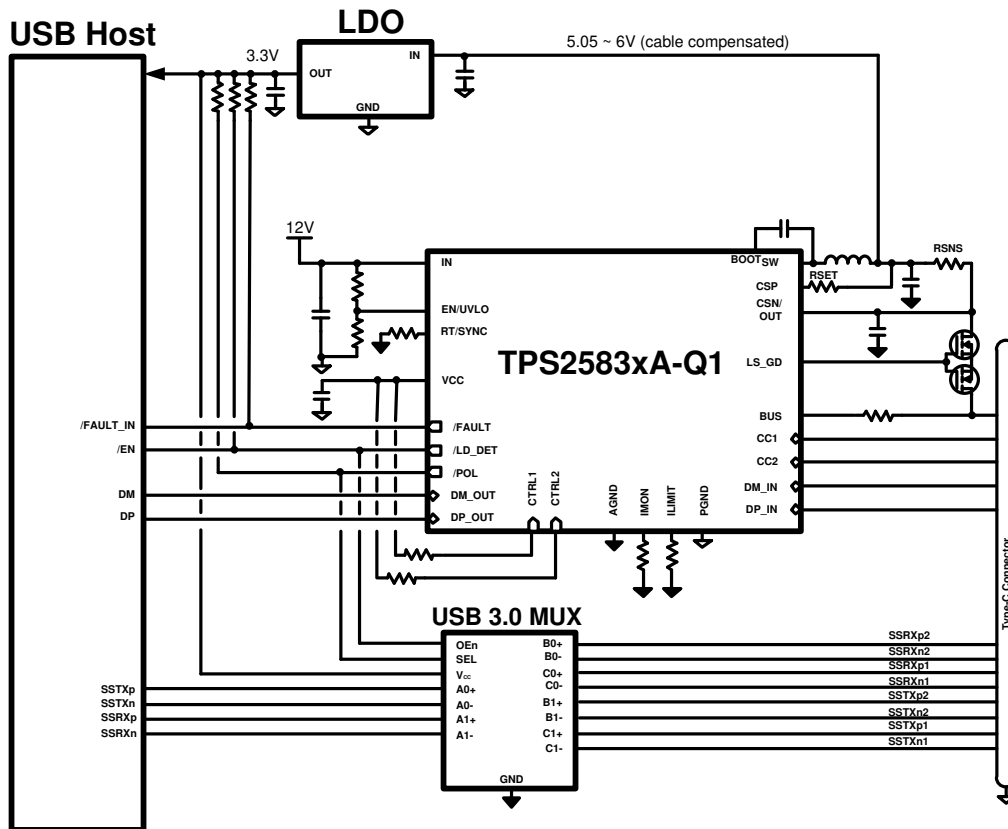 USB Host
LDO
3.3V
OUT
IN
GND
5.05 ~ 6V (cable compensated)
12V
IN
EN/UVLO
RT/SYNC
VCC
/FAULT
/LD_DET
/POL
DM_OUT
DP_OUT
TPS2583xA-Q1
BOOT
SW
CSP
CSN/
OUT
LS_GD
BUS
CC1
CC2
DM_IN
DP_IN
RSET
RSNS
CTRL1
CTRL2
AGND
IMON
ILIMIT
PGND
/FAULT_IN
/EN
DM
DP
SSTXp
SSTXn
SSRXp
SSRXn
USB 3.0 MUX
OEn
SEL
Vcc
A0+
A0-
A1+
A1-
B0+
B0-
C0+
C0-
B1+
B1-
C1+
C1-
GND
SSRXp2
SSRXn2
SSRXp1
SSRXn1
SSTXp2
SSTXn2
SSTXp1
SSTXn1
Type-C Connector